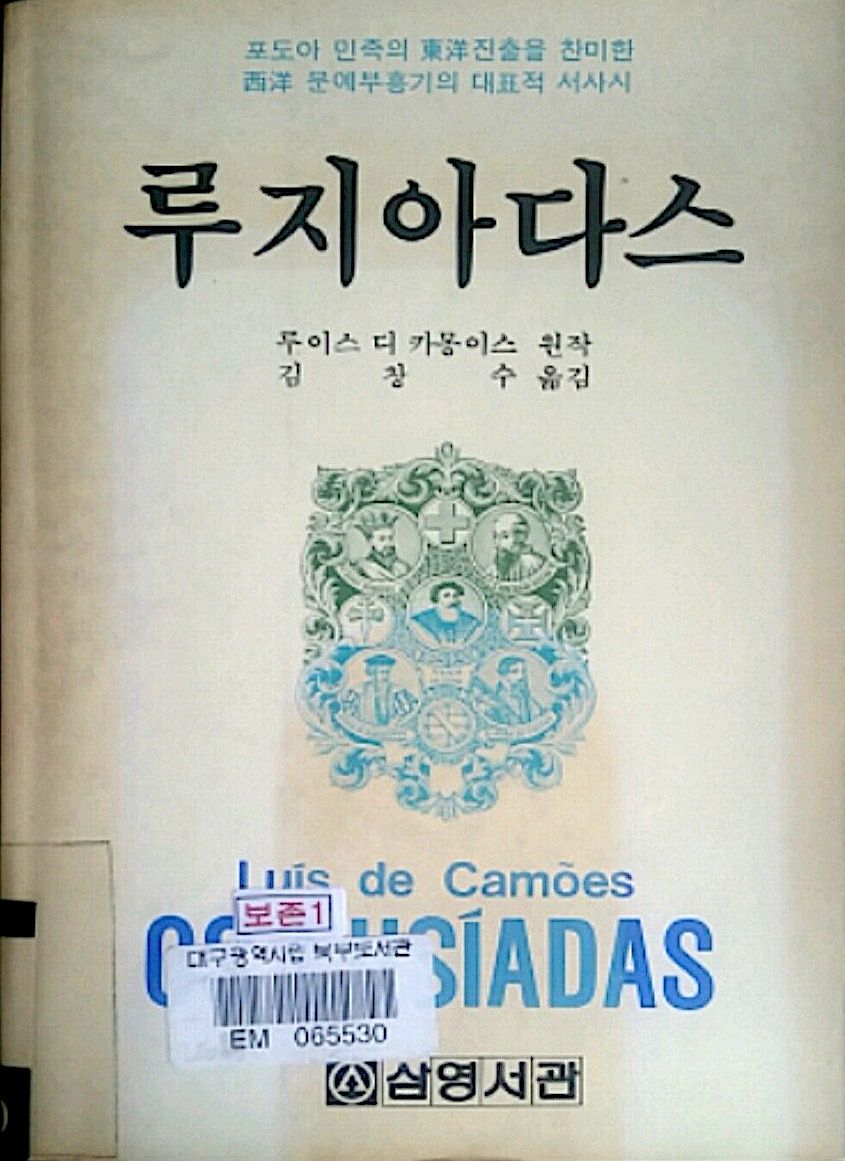 포도아 민족의 東洋진출을 찬미한
西洋 문예부흥기의 대표적 서사시
루지아다스
루이스 디 카몽이스 원작
김 창 수 옮김
Luís de Camões
SÍADAS
보존1
대구광역시립 북부도서관
EM 065530
삼영서관